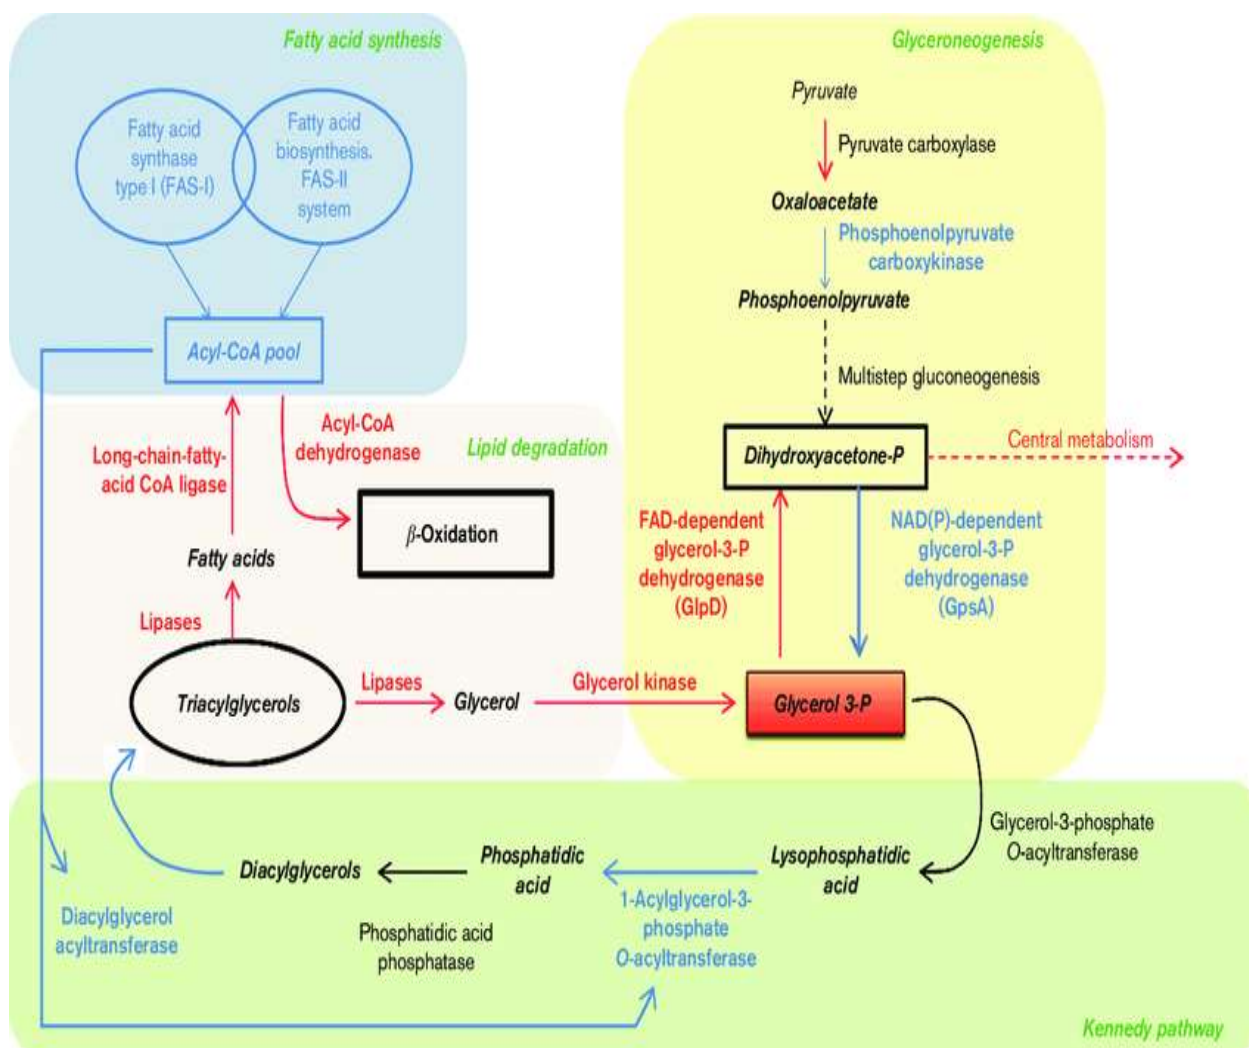 Fatty acid synthesis
Fatty acid
synthase
type I (FAS-I)
Fatty acid
biosynthesis.
FAS-II
system
Acyl-CoA pool
Glyceroneogenesis
Pyruvate
Pyruvate carboxylase
Oxaloacetate
Phosphoenolpyruvate
carboxykinase
Phosphoenolpyruvate
Multistep gluconeogenesis
Dihydroxyacetone-P
Central metabolism
FAD-dependent
glycerol-3-P
dehydrogenase
(GlpD)
NAD(P)-dependent
glycerol-3-P
dehydrogenase
(GpsA)
Glycerol 3-P
Lipid degradation
Acyl-CoA
dehydrogenase
Long-chain-fatty-
acid CoA ligase
β-Oxidation
Fatty acids
Lipases
Triacylglycerols
Lipases
Glycerol
Glycerol kinase
Glycerol-3-phosphate
O-acyltransferase
Lysophosphatidic
acid
1-Acylglycerol-3-
phosphate
O-acyltransferase
Phosphatidic
acid
Phosphatidic acid
phosphatase
Diacylglycerols
Diacylglycerol
acyltransferase
Kennedy pathway